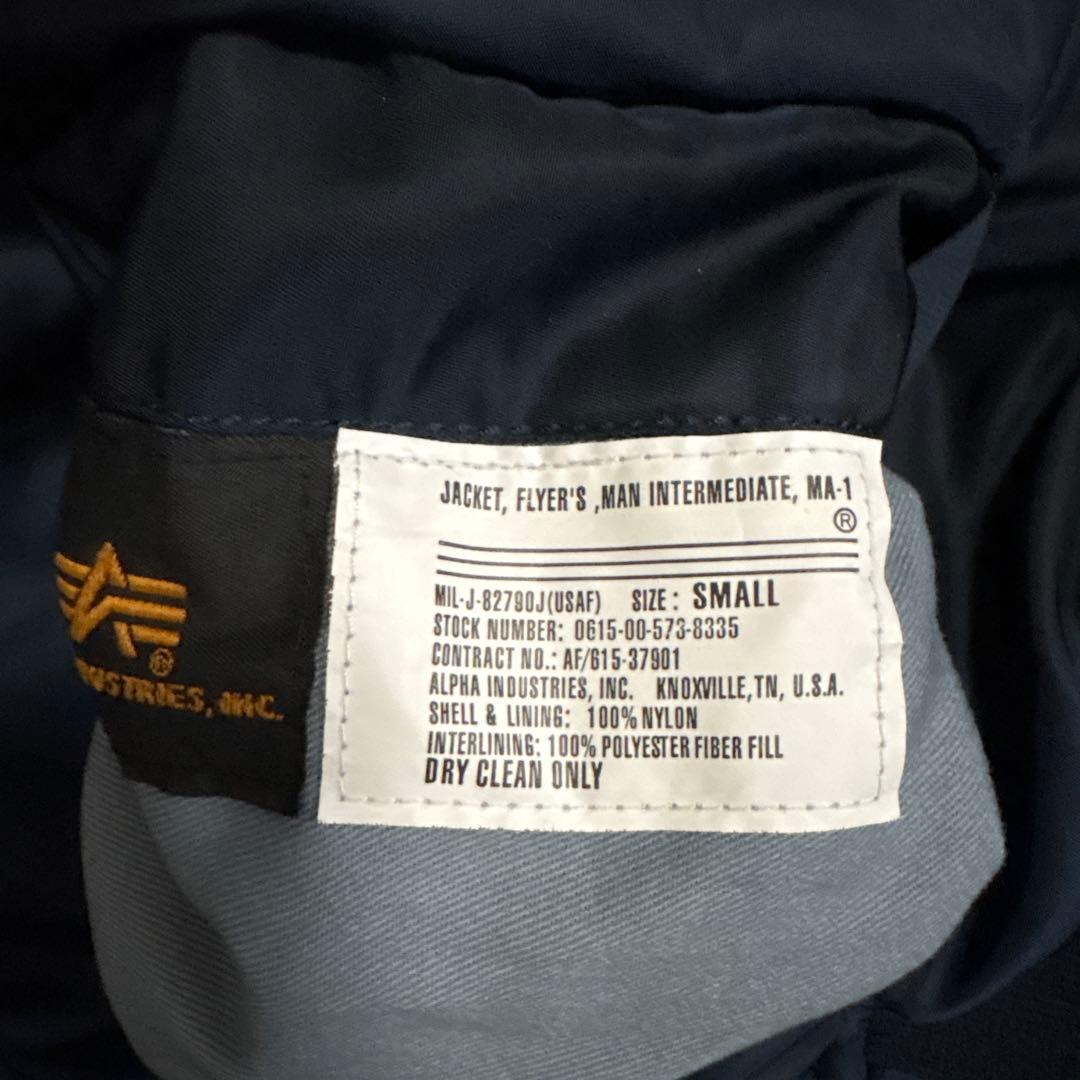 JACKET, FLYER'S ,MAN INTERMEDIATE, MA-1
®
MIL-J-82790J(USAF) SIZE: SMALL
STOCK NUMBER: 0615-00-573-8335
CONTRACT NO.: AF/615-37901
ALPHA INDUSTRIES, INC. KNOXVILLE,TN, U.S.A.
SHELL & LINING: 100% NYLON
INTERLINING: 100% POLYESTER FIBER FILL
DRY CLEAN ONLY
®
USTRIES, INC.